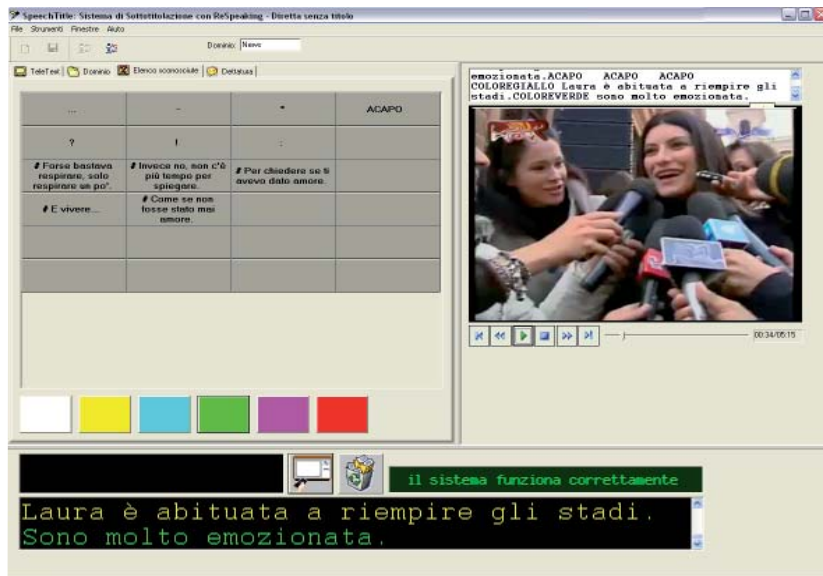 SpeechTitle: Sistema di Sottotitolazione con ReSpeaking - Diretta senza titolo
File Strumenti Finestre Aiuto
Dominio: News
TeleText Dominio Elenco sconosciute Dettatura
... - " ACAPO
? ! :
# Forse bastava
respirare, solo
respirare un po'.
# Invece no, non c'è
più tempo per
spiegare.
# Per chiedere se ti
avevo dato amore.
# E vivere...
# Come se non
fosse stato mai
amore.
emozionata.ACAPO ACAPO ACAPO
COLOREGIALLO Laura è abituata a riempire gli
stadi.COLOREVERDE sono molto emozionata.
00:34/05:15
il sistema funziona correttamente
Laura è abituata a riempire gli stadi.
Sono molto emozionata.